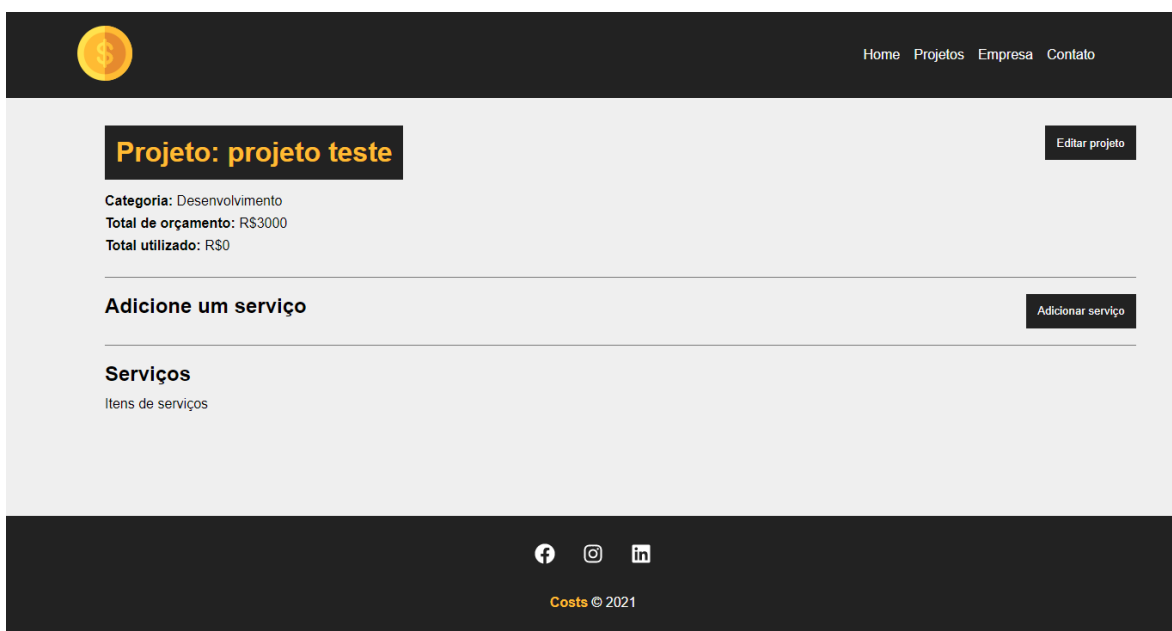 $
Home Projetos Empresa Contato
Projeto: projeto teste
Editar projeto
Categoria: Desenvolvimento
Total de orçamento: R$3000
Total utilizado: R$0
Adicione um serviço
Adicionar serviço
Serviços
Itens de serviços
Costs © 2021